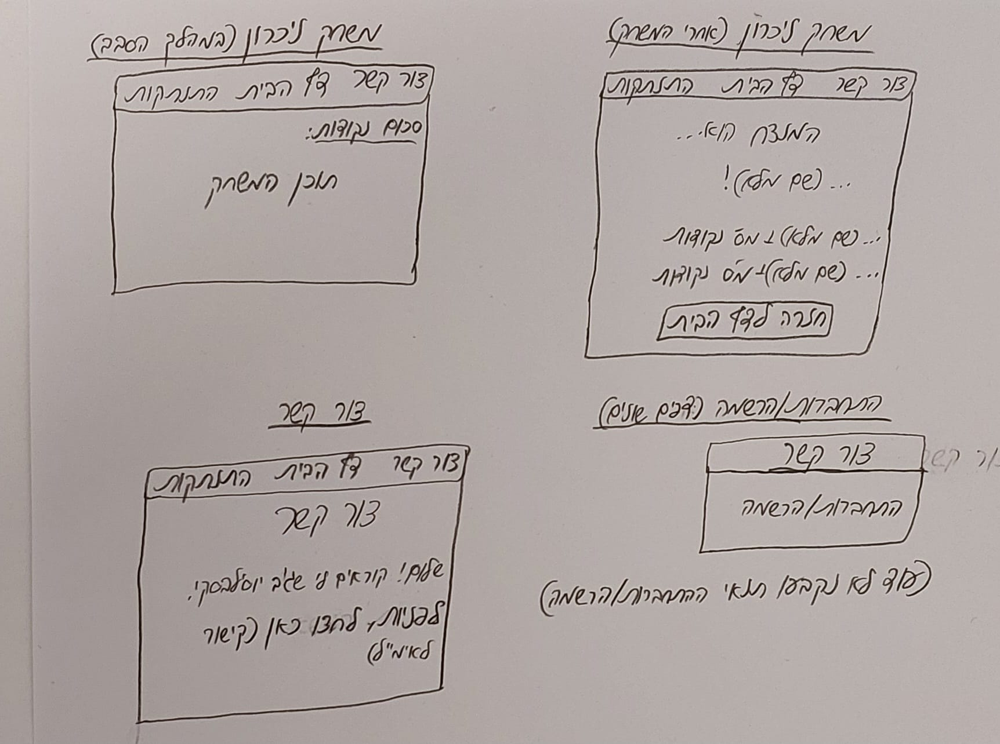 משחק זיכרון (אחרי המשחק)
צור קשר דף הבית התנתקות
המנצח הוא...
...(שם מלא)!
...(שם מלא) - מס' נקודות
...(שם מלא) - מס' נקודות
חזרה לדף הבית
משחק זיכרון (במהלך הסבב)
צור קשר דף הבית התנתקות
סכום נקודות:
תוכן המשחק
התחברות/הרשמה (דפים שונים)
צור קשר
התחברות/הרשמה
(עוד לא נקבעו תנאי ההתחברות/הרשמה)
צור קשר
צור קשר דף הבית התנתקות
צור קשר
שלום! קוראים לי שגיב יוסלבסקי.
לפניות, לחצו כאן (קישור
לאימ"ל)